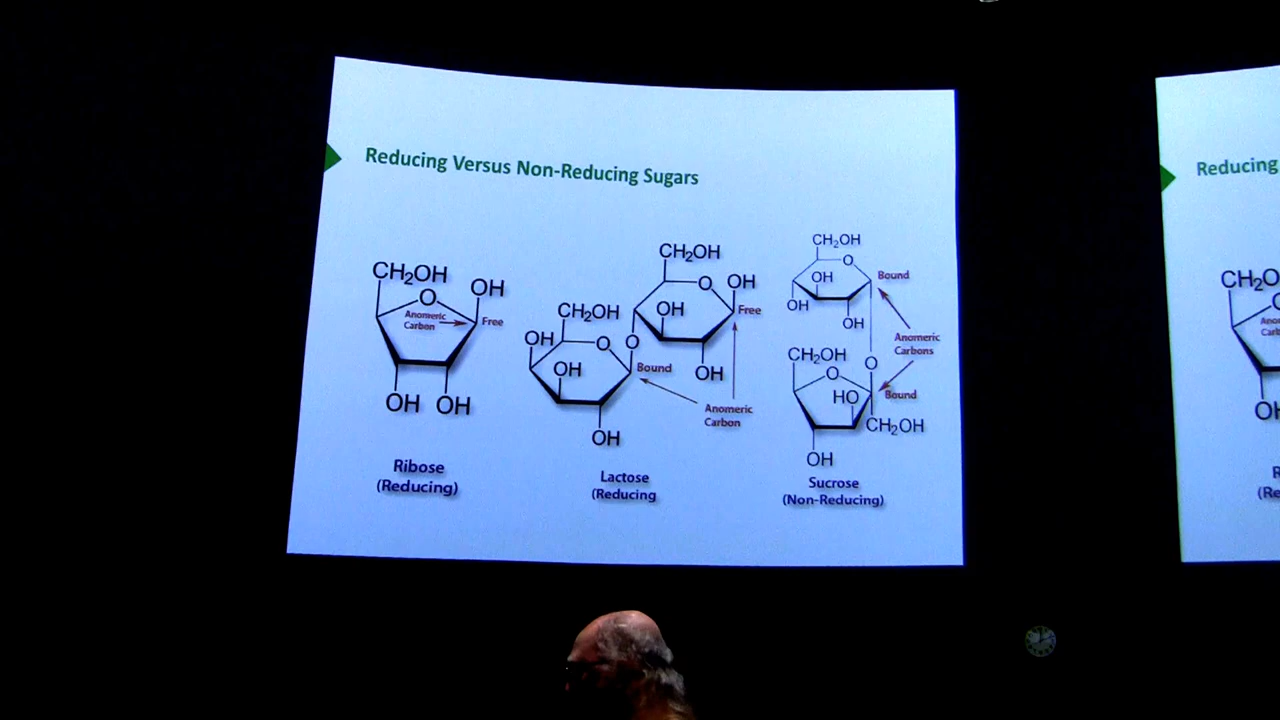 Reducing Versus Non-Reducing Sugars
CH₂OH
OH
O
Anomeric
Carbon
Free
OH OH
Ribose
(Reducing)
CH₂OH
O OH
OH
Free
CH₂OH
OH
O
O
OH
Bound
OH
OH
Anomeric
Carbon
Lactose
(Reducing
CH₂OH
O
OH
Bound
OH
OH
Anomeric
Carbons
CH₂OH
O
O
HO
Bound
CH₂OH
OH
Sucrose
(Non-Reducing)
Reducing
CH₂O